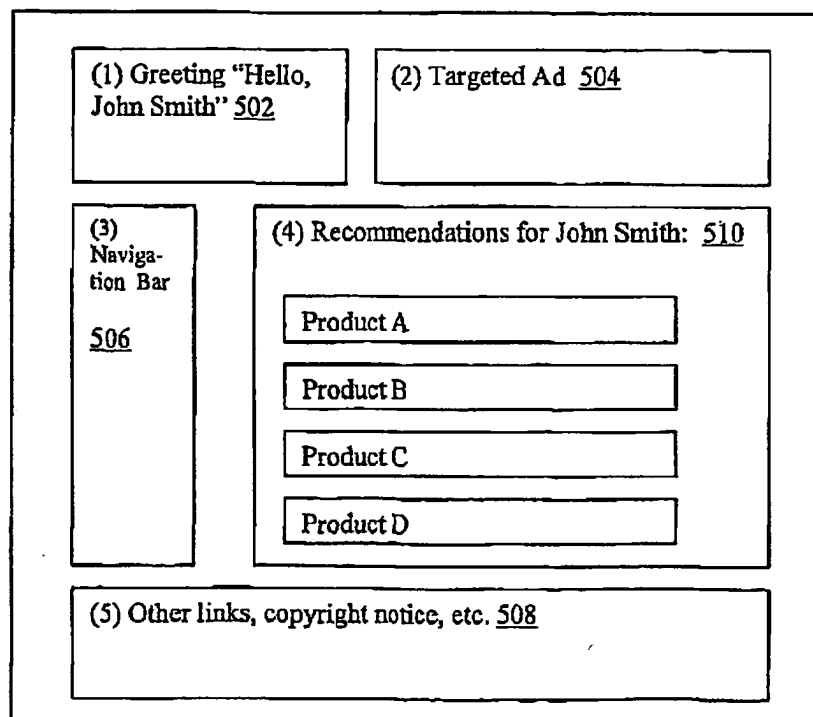 (1) Greeting “Hello,
John Smith” 502
(2) Targeted Ad 504
(3)
Naviga-
tion Bar
506
(4) Recommendations for John Smith: 510
Product A
Product B
Product C
Product D
(5) Other links, copyright notice, etc. 508